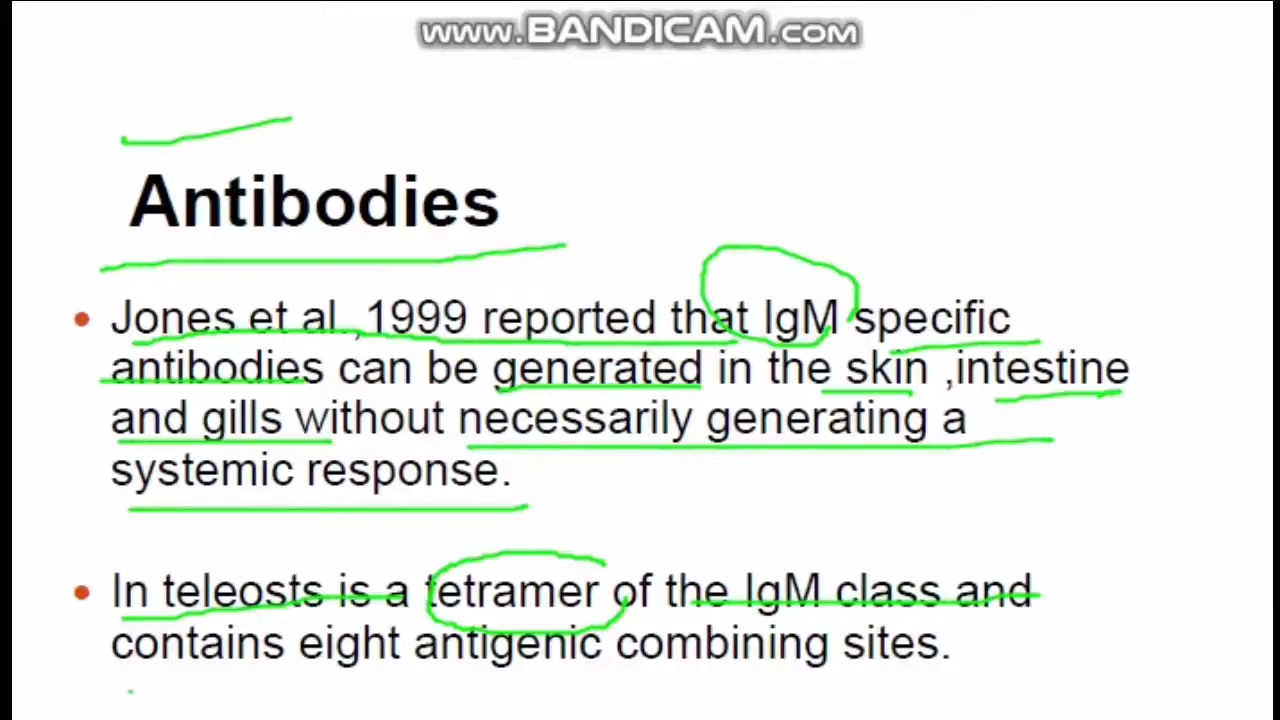 www.BANDICAM.com
Antibodies
• Jones et al.,1999 reported that IgM specific
antibodies can be generated in the skin ,intestine
and gills without necessarily generating a
systemic response.
• In teleosts is a tetramer of the IgM class and
contains eight antigenic combining sites.